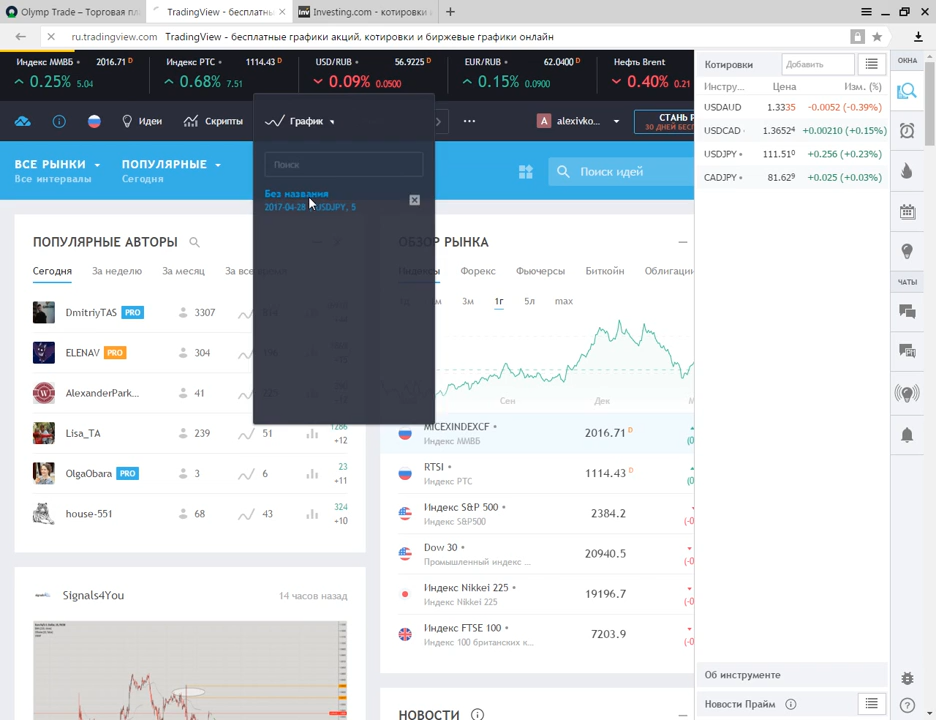 Olymp Trade – Торговая пл
TradingView - бесплатны
Investing.com - котировки
ru.tradingview.com TradingView - бесплатные графики акций, котировки и биржевые графики онлайн
Индекс ММВБ 2016.71 D
0.25% 5.04
Индекс РТС 1114.43 D
0.68% 7.51
USD/RUB 56.9225 D
0.09% 0.0500
EUR/RUB 62.0400 D
0.15% 0.0900
Нефть Brent
0.40% 0.21
Идеи
Скрипты
График
A alexivko...
СТАНЬ P
30 ДНЕЙ БЕСП
ВСЕ РЫНКИ
Все интервалы
ПОПУЛЯРНЫЕ
Сегодня
Поиск идей
Поиск
Без названия
2017-04-28 USDJPY, 5
ПОПУЛЯРНЫЕ АВТОРЫ
Сегодня За неделю За месяц За все
DmitriyTAS PRO 3307
ELENAV PRO 304
AlexanderPark... 41
Lisa_TA 239 51 1286
+12
OlgaObara PRO 3 6 23
+11
house-551 68 43 324
+10
Signals4You 14 часов назад
ОБЗОР РЫНКА
Индексы Форекс Фьючерсы Биткойн Облигаци
3м 1г 5л max
Сен Дек
MICEXINDEXCF 2016.71 D
Индекс ММВБ
RTSI 1114.43 D
Индекс РТС
Индекс S&P 500 2384.2
Индекс S&P500
Dow 30 20940.5
Промышленный индекс ...
Индекс Nikkei 225 19196.7
Индекс Nikkei 225
Индекс FTSE 100 7203.9
Индекс 100 британских к...
НОВОСТИ
Котировки Добавить
Инстру... Цена Изм. (%)
USDAUD 1.3335 -0.0052 (-0.39%)
USDCAD 1.36524 +0.00210 (+0.15%)
USDJPY 111.510 +0.256 (+0.23%)
CADJPY 81.629 +0.025 (+0.03%)
Об инструменте
Новости Прайм
ОКНА
ЧАТЫ